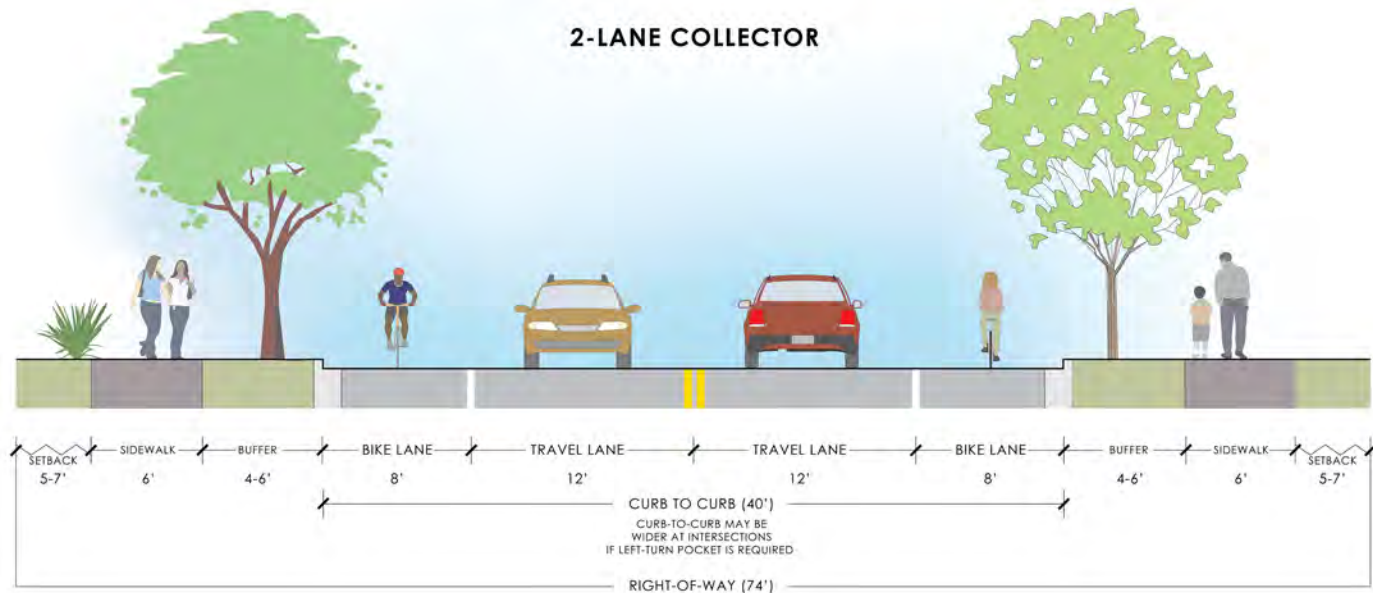 2-LANE COLLECTOR
SETBACK SIDEWALK BUFFER BIKE LANE TRAVEL LANE TRAVEL LANE BIKE LANE BUFFER SIDEWALK SETBACK
5-7' 6' 4-6' 8' 12' 12' 8' 4-6' 6' 5-7'
CURB TO CURB (40')
CURB-TO-CURB MAY BE
WIDER AT INTERSECTIONS
IF LEFT-TURN POCKET IS REQUIRED
RIGHT-OF-WAY (74')